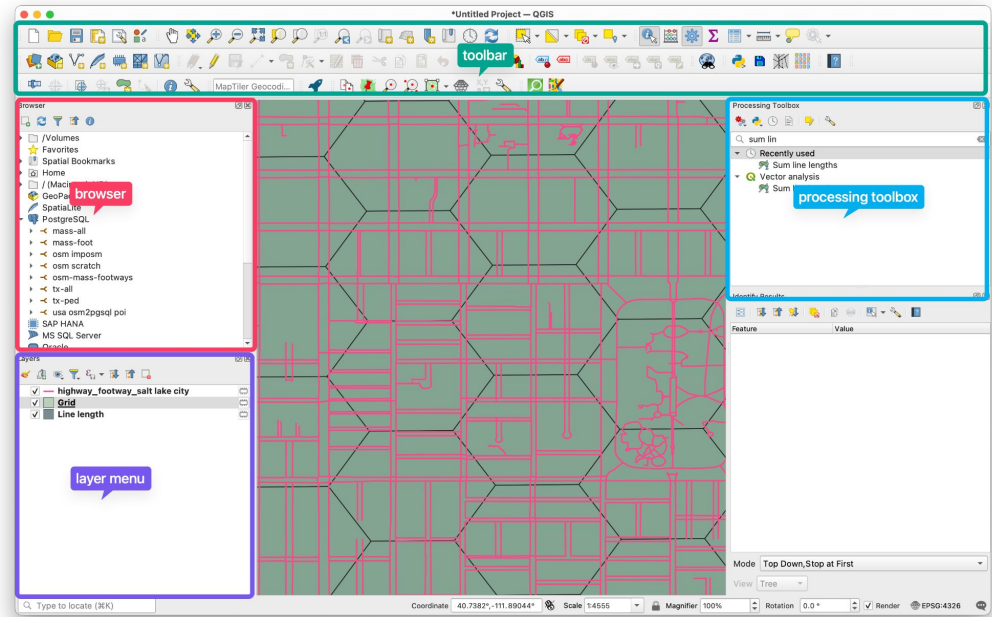 *Untitled Project — QGIS
toolbar
MapTiler Geocodi...
Browser
/Volumes
Favorites
Spatial Bookmarks
Home
/ (Maci
GeoPa
SpatiaLite
PostgreSQL
mass-all
mass-foot
osm imposm
osm scratch
osm-mass-footways
tx-all
tx-ped
usa osm2pgsql poi
SAP HANA
MS SQL Server
Oracle
browser
Layers
highway_footway_salt lake city
Grid
Line length
layer menu
Processing Toolbox
sum lin
Recently used
Sum line lengths
Vector analysis
Sum l
processing toolbox
Identify Results
Feature Value
Mode Top Down,Stop at First
View Tree
Type to locate (⌘K)
Coordinate 40.7382°,-111.89044° Scale 1:4555 Magnifier 100% Rotation 0.0 ° Render EPSG:4326